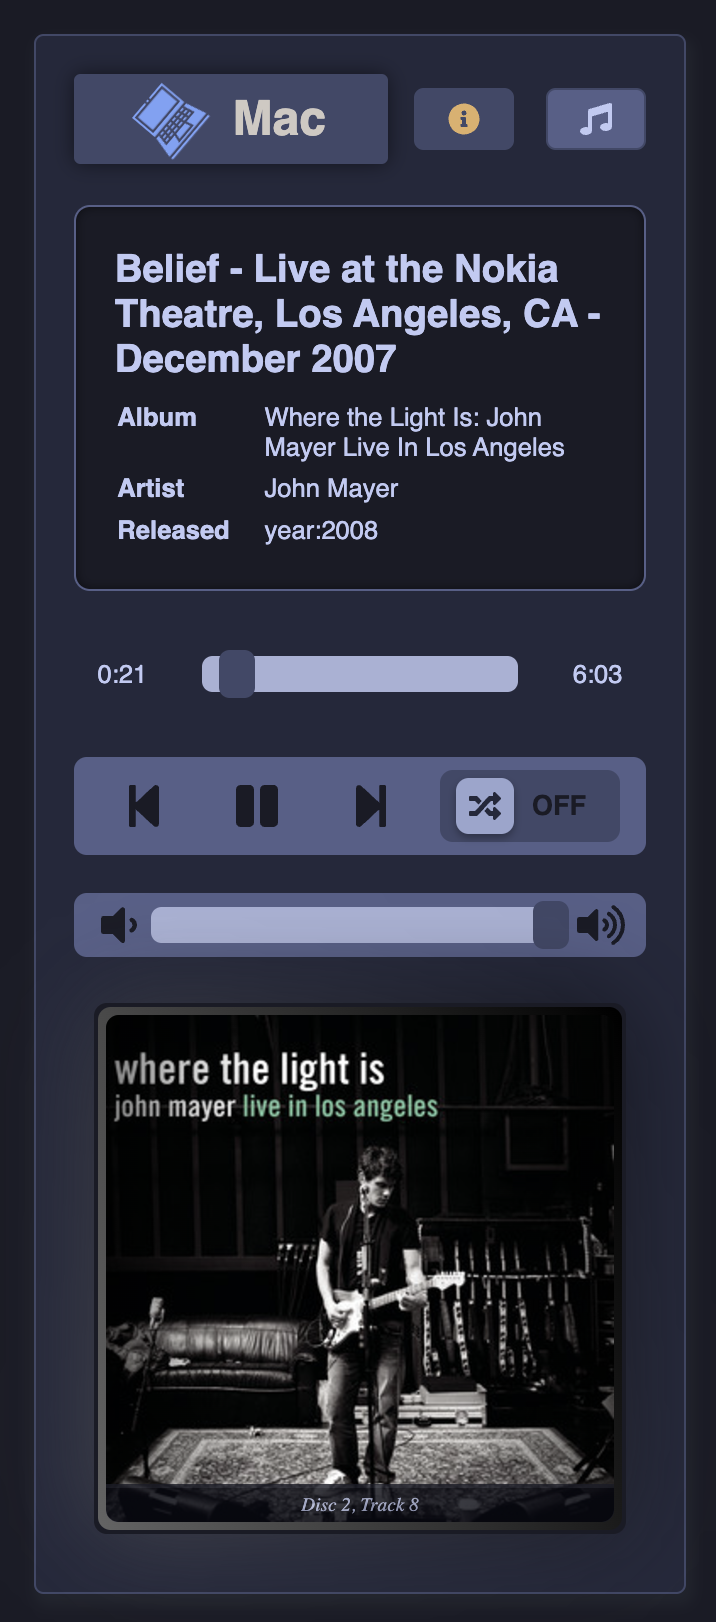 Mac
Belief - Live at the Nokia
Theatre, Los Angeles, CA -
December 2007
Album Where the Light Is: John
Mayer Live In Los Angeles
Artist John Mayer
Released year:2008
0:21 6:03
OFF
where the light is
john mayer live in los angeles
Disc 2, Track 8